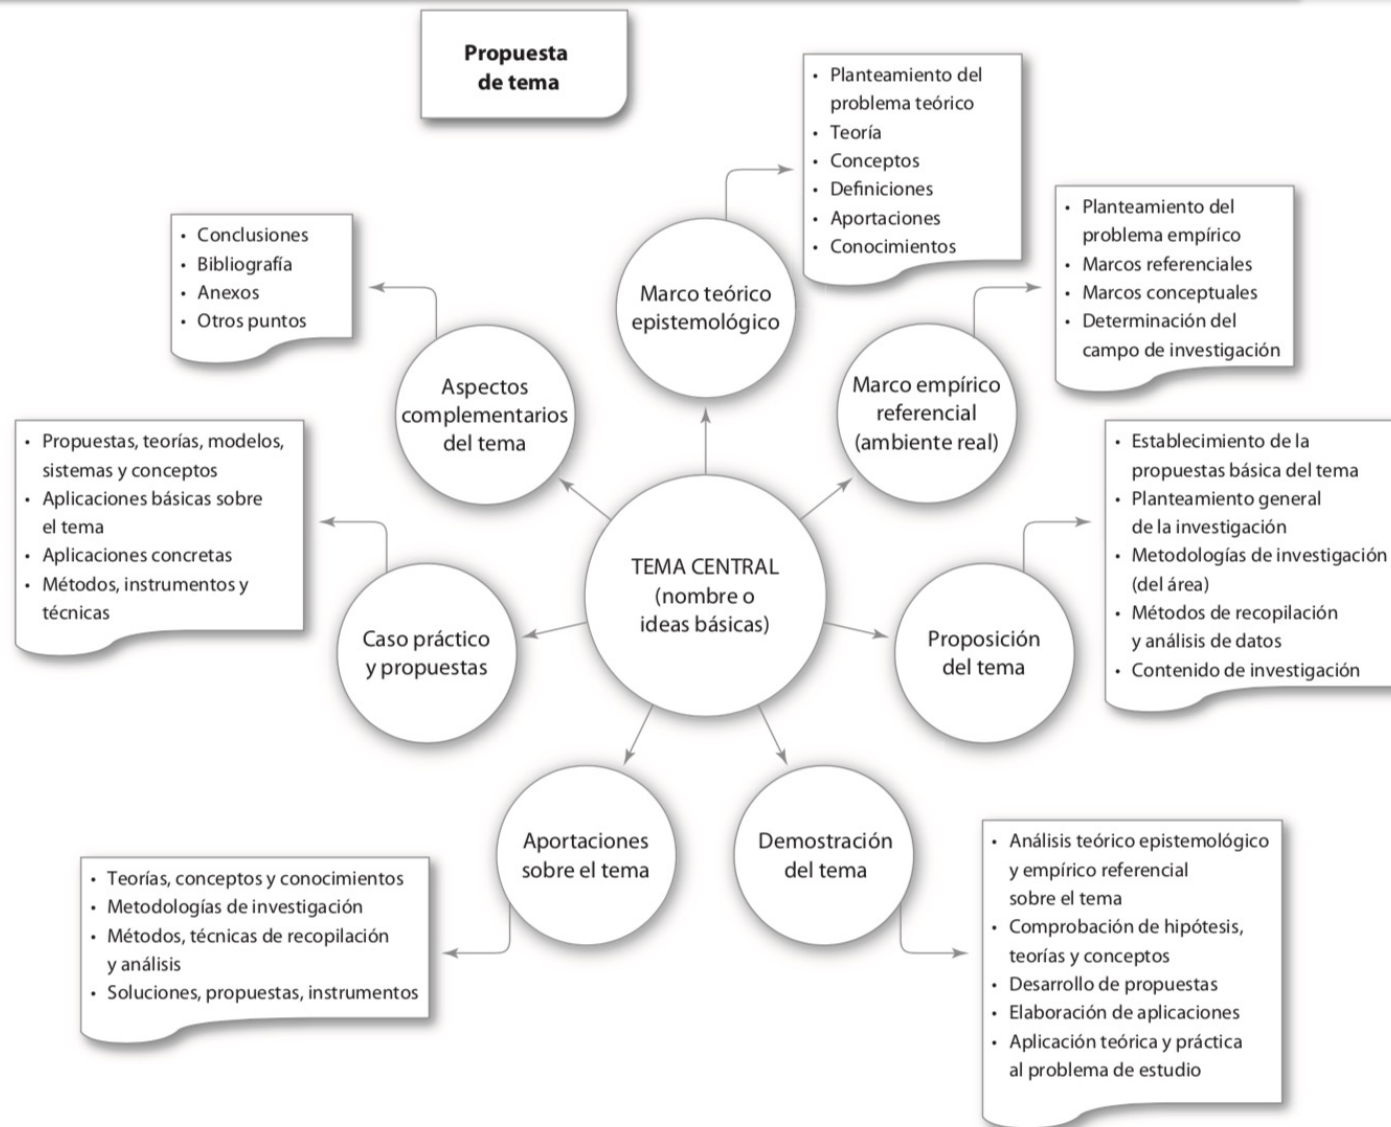 Propuesta
de tema
• Planteamiento del
problema teórico
• Teoría
• Conceptos
• Definiciones
• Aportaciones
• Conocimientos
Marco teórico
epistemológico
• Planteamiento del
problema empírico
• Marcos referenciales
• Marcos conceptuales
• Determinación del
campo de investigación
Marco empírico
referencial
(ambiente real)
• Establecimiento de la
propuestas básica del tema
• Planteamiento general
de la investigación
• Metodologías de investigación
(del área)
• Métodos de recopilación
y análisis de datos
• Contenido de investigación
Proposición
del tema
• Análisis teórico epistemológico
y empírico referencial
sobre el tema
• Comprobación de hipótesis,
teorías y conceptos
• Desarrollo de propuestas
• Elaboración de aplicaciones
• Aplicación teórica y práctica
al problema de estudio
Demostración
del tema
Aportaciones
sobre el tema
• Teorías, conceptos y conocimientos
• Metodologías de investigación
• Métodos, técnicas de recopilación
y análisis
• Soluciones, propuestas, instrumentos
Caso práctico
y propuestas
• Propuestas, teorías, modelos,
sistemas y conceptos
• Aplicaciones básicas sobre
el tema
• Aplicaciones concretas
• Métodos, instrumentos y
técnicas
Aspectos
complementarios
del tema
• Conclusiones
• Bibliografía
• Anexos
• Otros puntos
TEMA CENTRAL
(nombre o
ideas básicas)